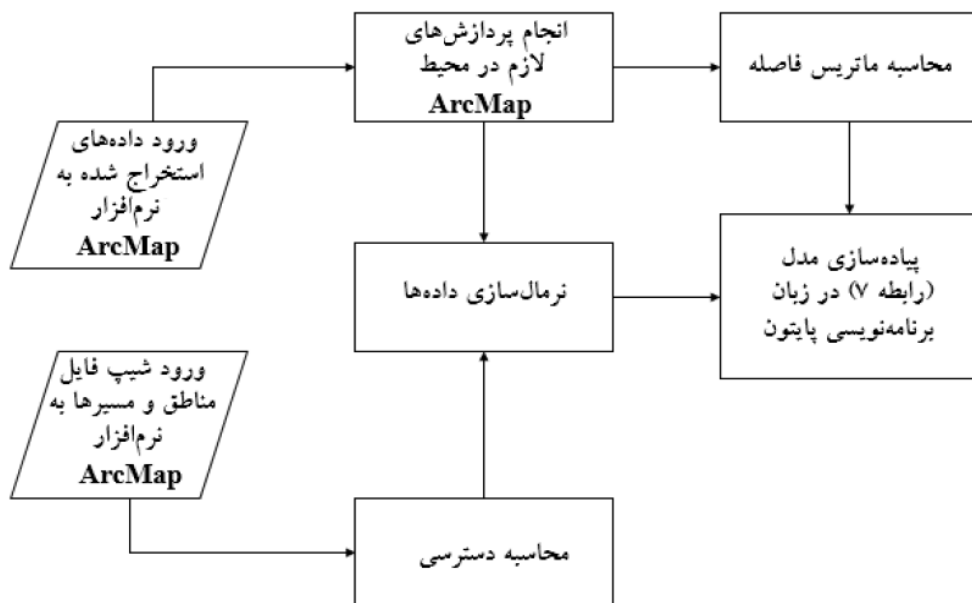 انجام پردازش‌های
لازم در محیط
ArcMap
محاسبه ماتریس فاصله
ورود داده‌های
استخراج شده به
نرم‌افزار
ArcMap
نرمال‌سازی داده‌ها
پیاده‌سازی مدل
(رابطه ۷) در زبان
برنامه‌نویسی پایتون
ورود شیپ فایل
مناطق و مسیرها به
نرم‌افزار
ArcMap
محاسبه دسترسی